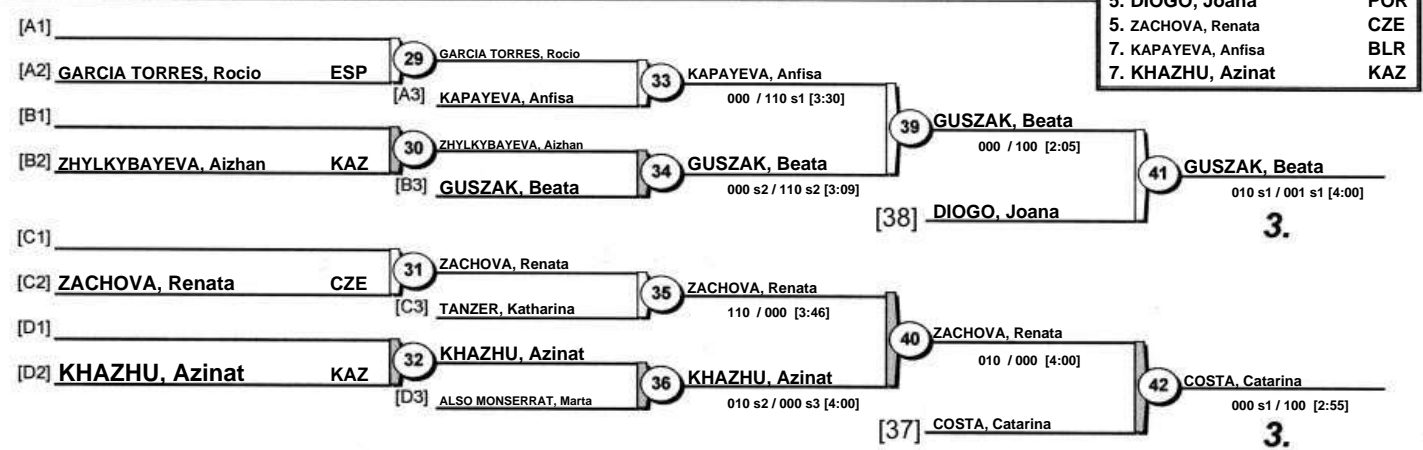 5. DIOGO, Joana POR
5. ZACHOVA, Renata CZE
7. KAPAYEVA, Anfisa BLR
7. KHAZHU, Azinat KAZ
[A1]
[A2] GARCIA TORRES, Rocio ESP
29
GARCIA TORRES, Rocio
[A3] KAPAYEVA, Anfisa
33
KAPAYEVA, Anfisa
000 / 110 s1 [3:30]
[B1]
[B2] ZHYLKYBAYEVA, Aizhan KAZ
30
ZHYLKYBAYEVA, Aizhan
[B3] GUSZAK, Beata
34
GUSZAK, Beata
000 s2 / 110 s2 [3:09]
39
GUSZAK, Beata
000 / 100 [2:05]
[38] DIOGO, Joana
41
GUSZAK, Beata
010 s1 / 001 s1 [4:00]
3.
[C1]
[C2] ZACHOVA, Renata CZE
31
ZACHOVA, Renata
[C3] TANZER, Katharina
35
ZACHOVA, Renata
110 / 000 [3:46]
[D1]
[D2] KHAZHU, Azinat KAZ
32
KHAZHU, Azinat
[D3] ALSO MONSERRAT, Marta
36
KHAZHU, Azinat
010 s2 / 000 s3 [4:00]
40
ZACHOVA, Renata
010 / 000 [4:00]
[37] COSTA, Catarina
42
COSTA, Catarina
000 s1 / 100 [2:55]
3.